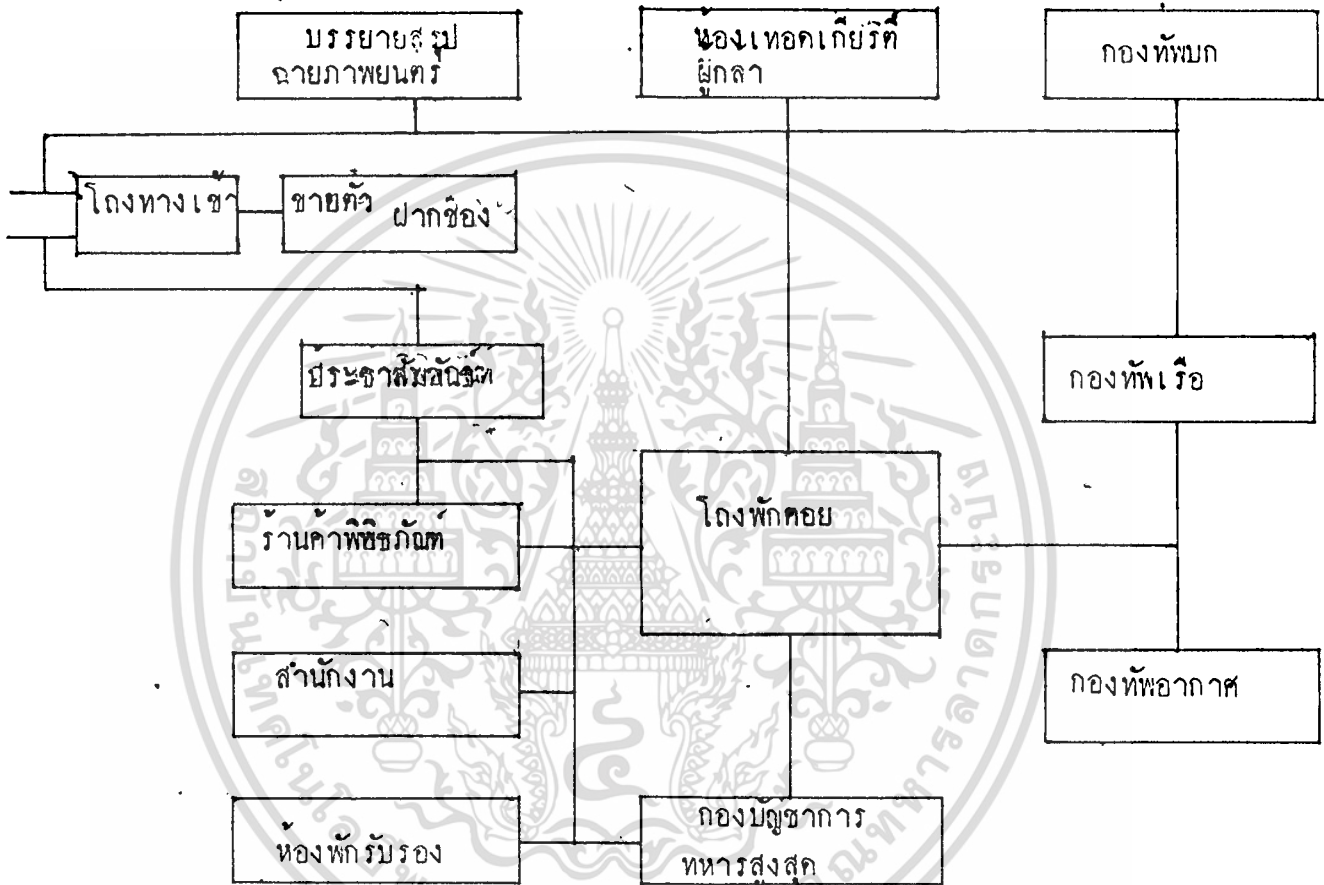 บรรยายสรุป
ฉายภาพยนตร์
ห้องเทอดเกียรติ
ผู้กล้า
กองทัพบก
โถงทางเข้า
ขายตั๋ว ฝากของ
ประชาสัมพันธ์
กองทัพเรือ
ร้านค้าพิพิธภัณฑ์
โถงพักคอย
สำนักงาน
กองทัพอากาศ
ห้องพักรับรอง
กองบัญชาการ
ทหารสูงสุด